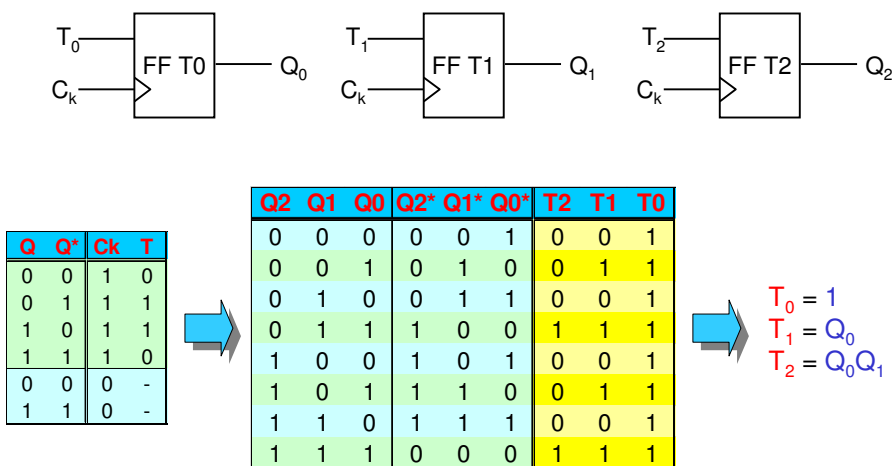 T0 FF T0 Q0
Ck
T1 FF T1 Q1
Ck
T2 FF T2 Q2
Ck
Q Q* Ck T
0 0 1 0
0 1 1 1
1 0 1 1
1 1 1 0
0 0 0 -
1 1 0 -
Q2 Q1 Q0 Q2* Q1* Q0* T2 T1 T0
0 0 0 0 0 1 0 0 1
0 0 1 0 1 0 0 1 1
0 1 0 0 1 1 0 0 1
0 1 1 1 0 0 1 1 1
1 0 0 1 0 1 0 0 1
1 0 1 1 1 0 0 1 1
1 1 0 1 1 1 0 0 1
1 1 1 0 0 0 1 1 1
T0 = 1
T1 = Q0
T2 = Q0Q1